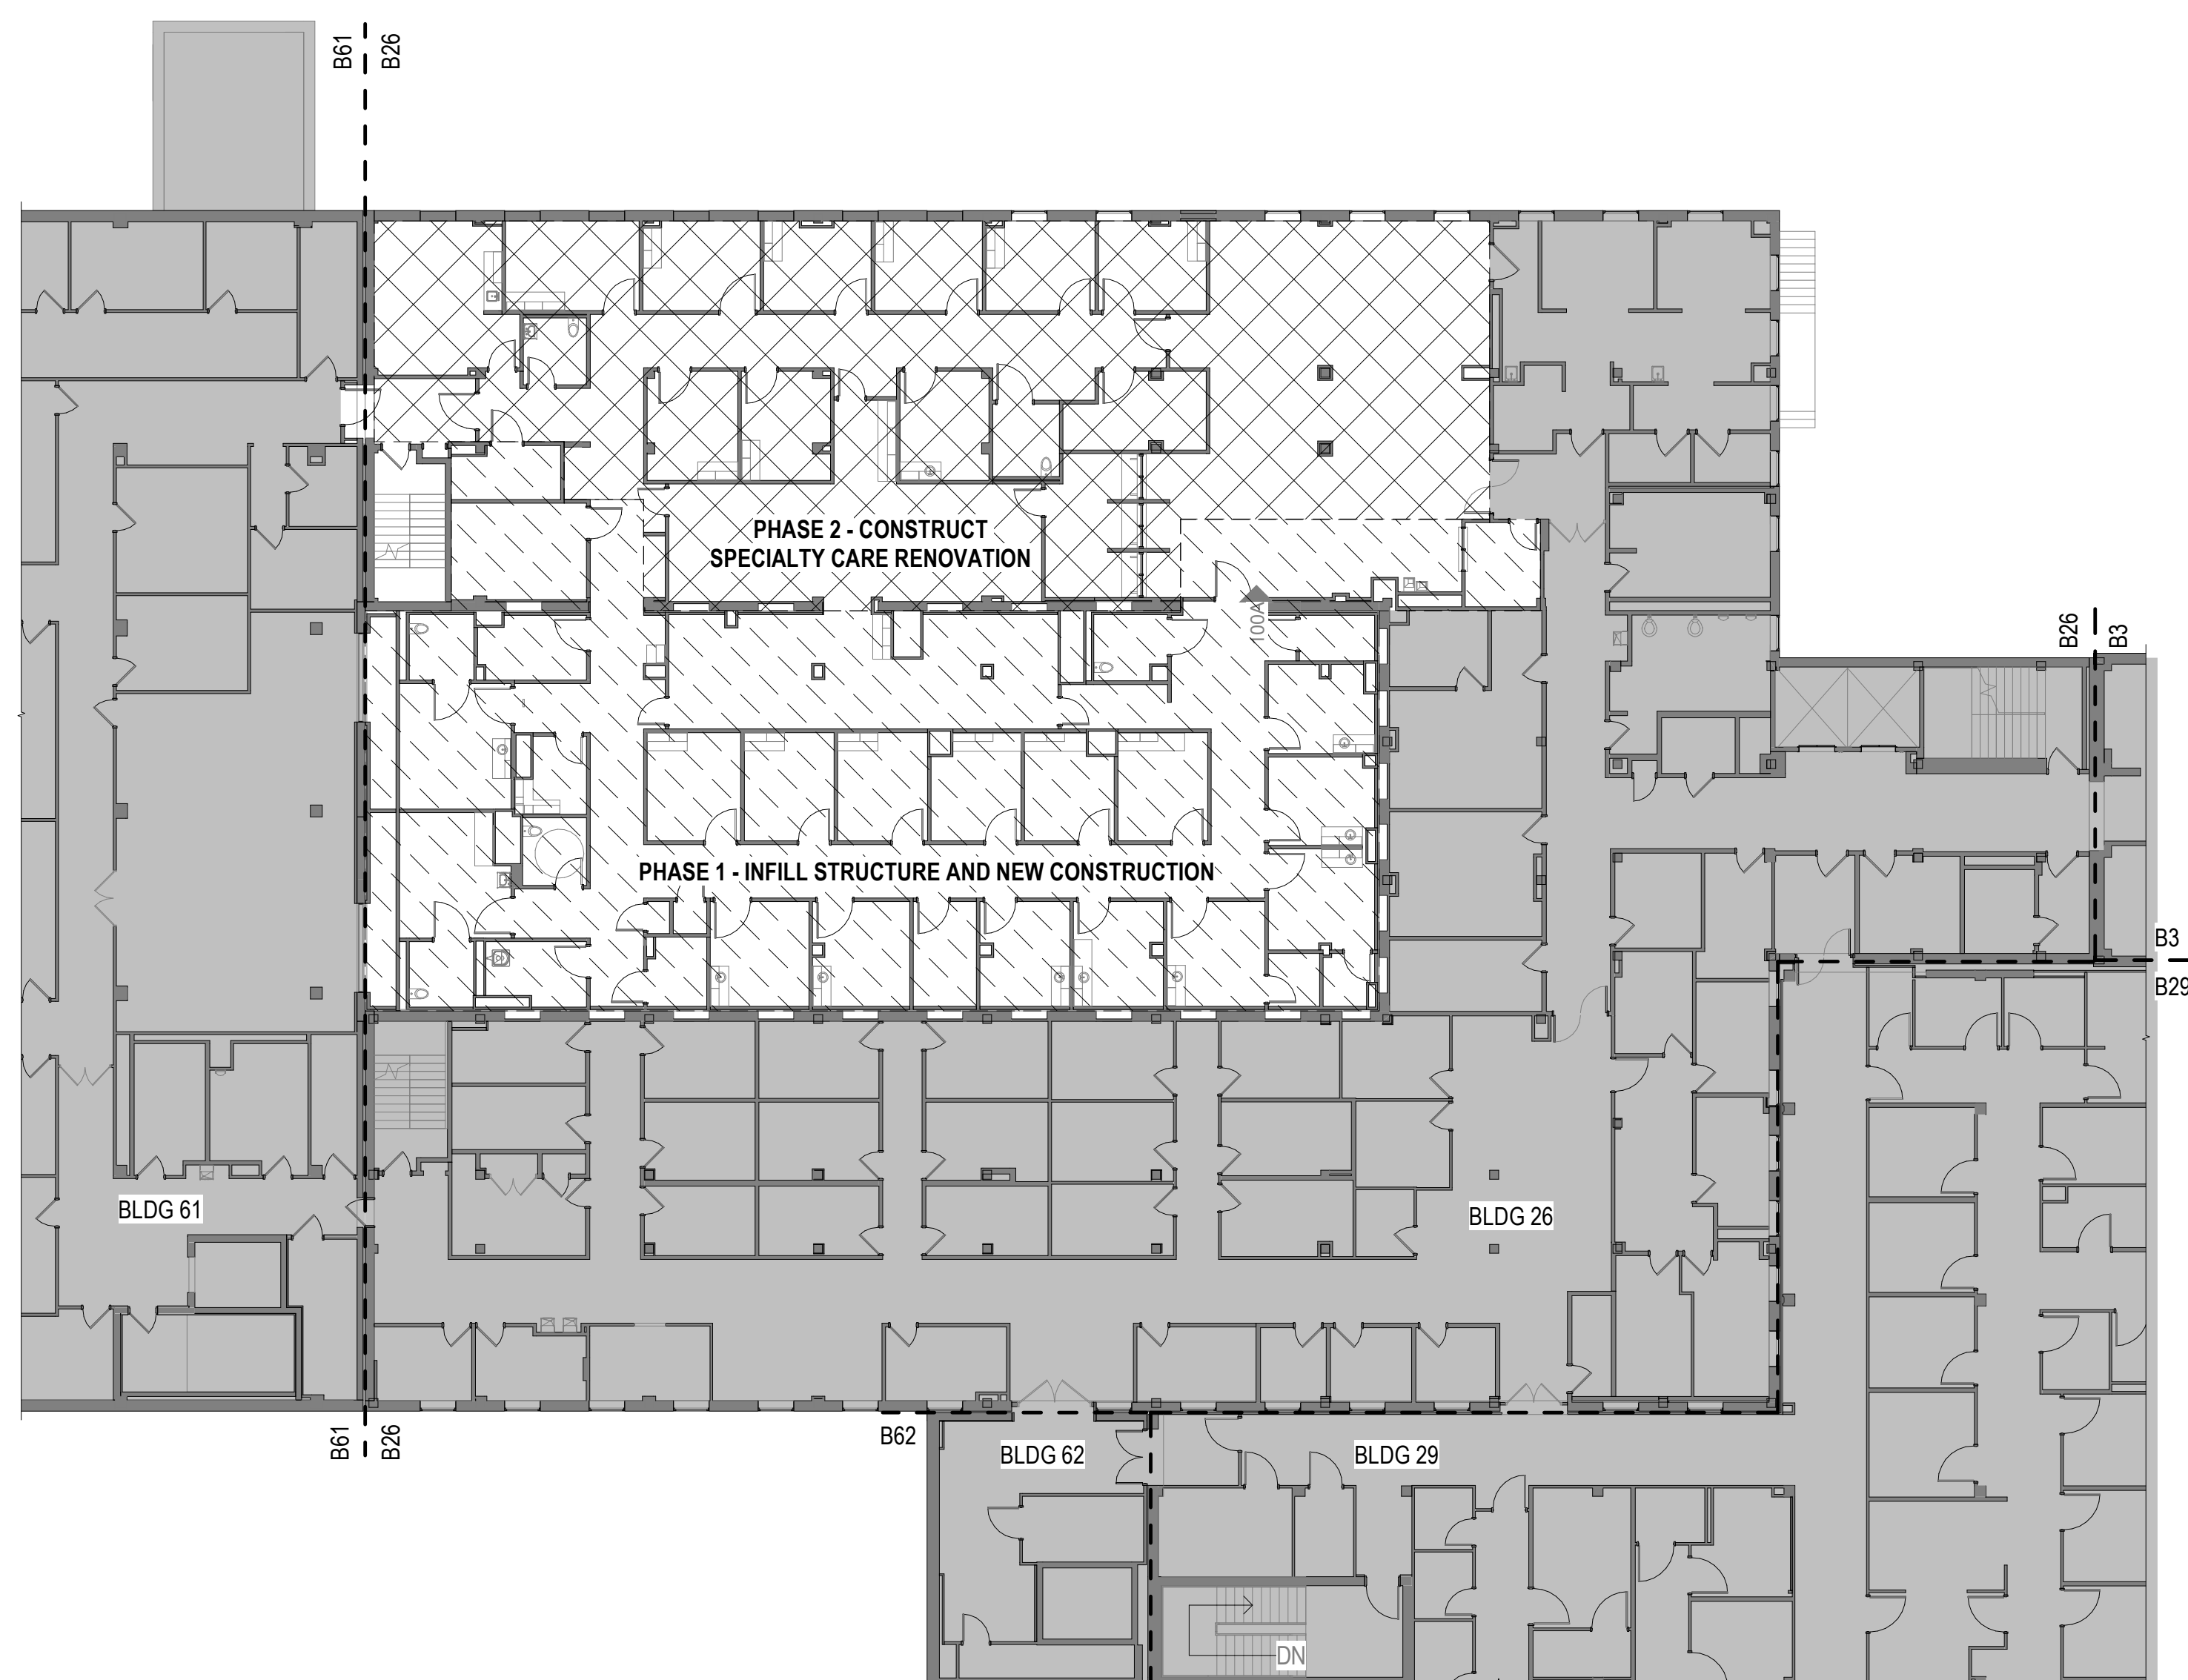 B61
B26
PHASE 2 - CONSTRUCT
SPECIALTY CARE RENOVATION
100A
B26
B3
PHASE 1 - INFILL STRUCTURE AND NEW CONSTRUCTION
B3
B29
BLDG 61
BLDG 26
B61
B26
B62
BLDG 62
BLDG 29
DN